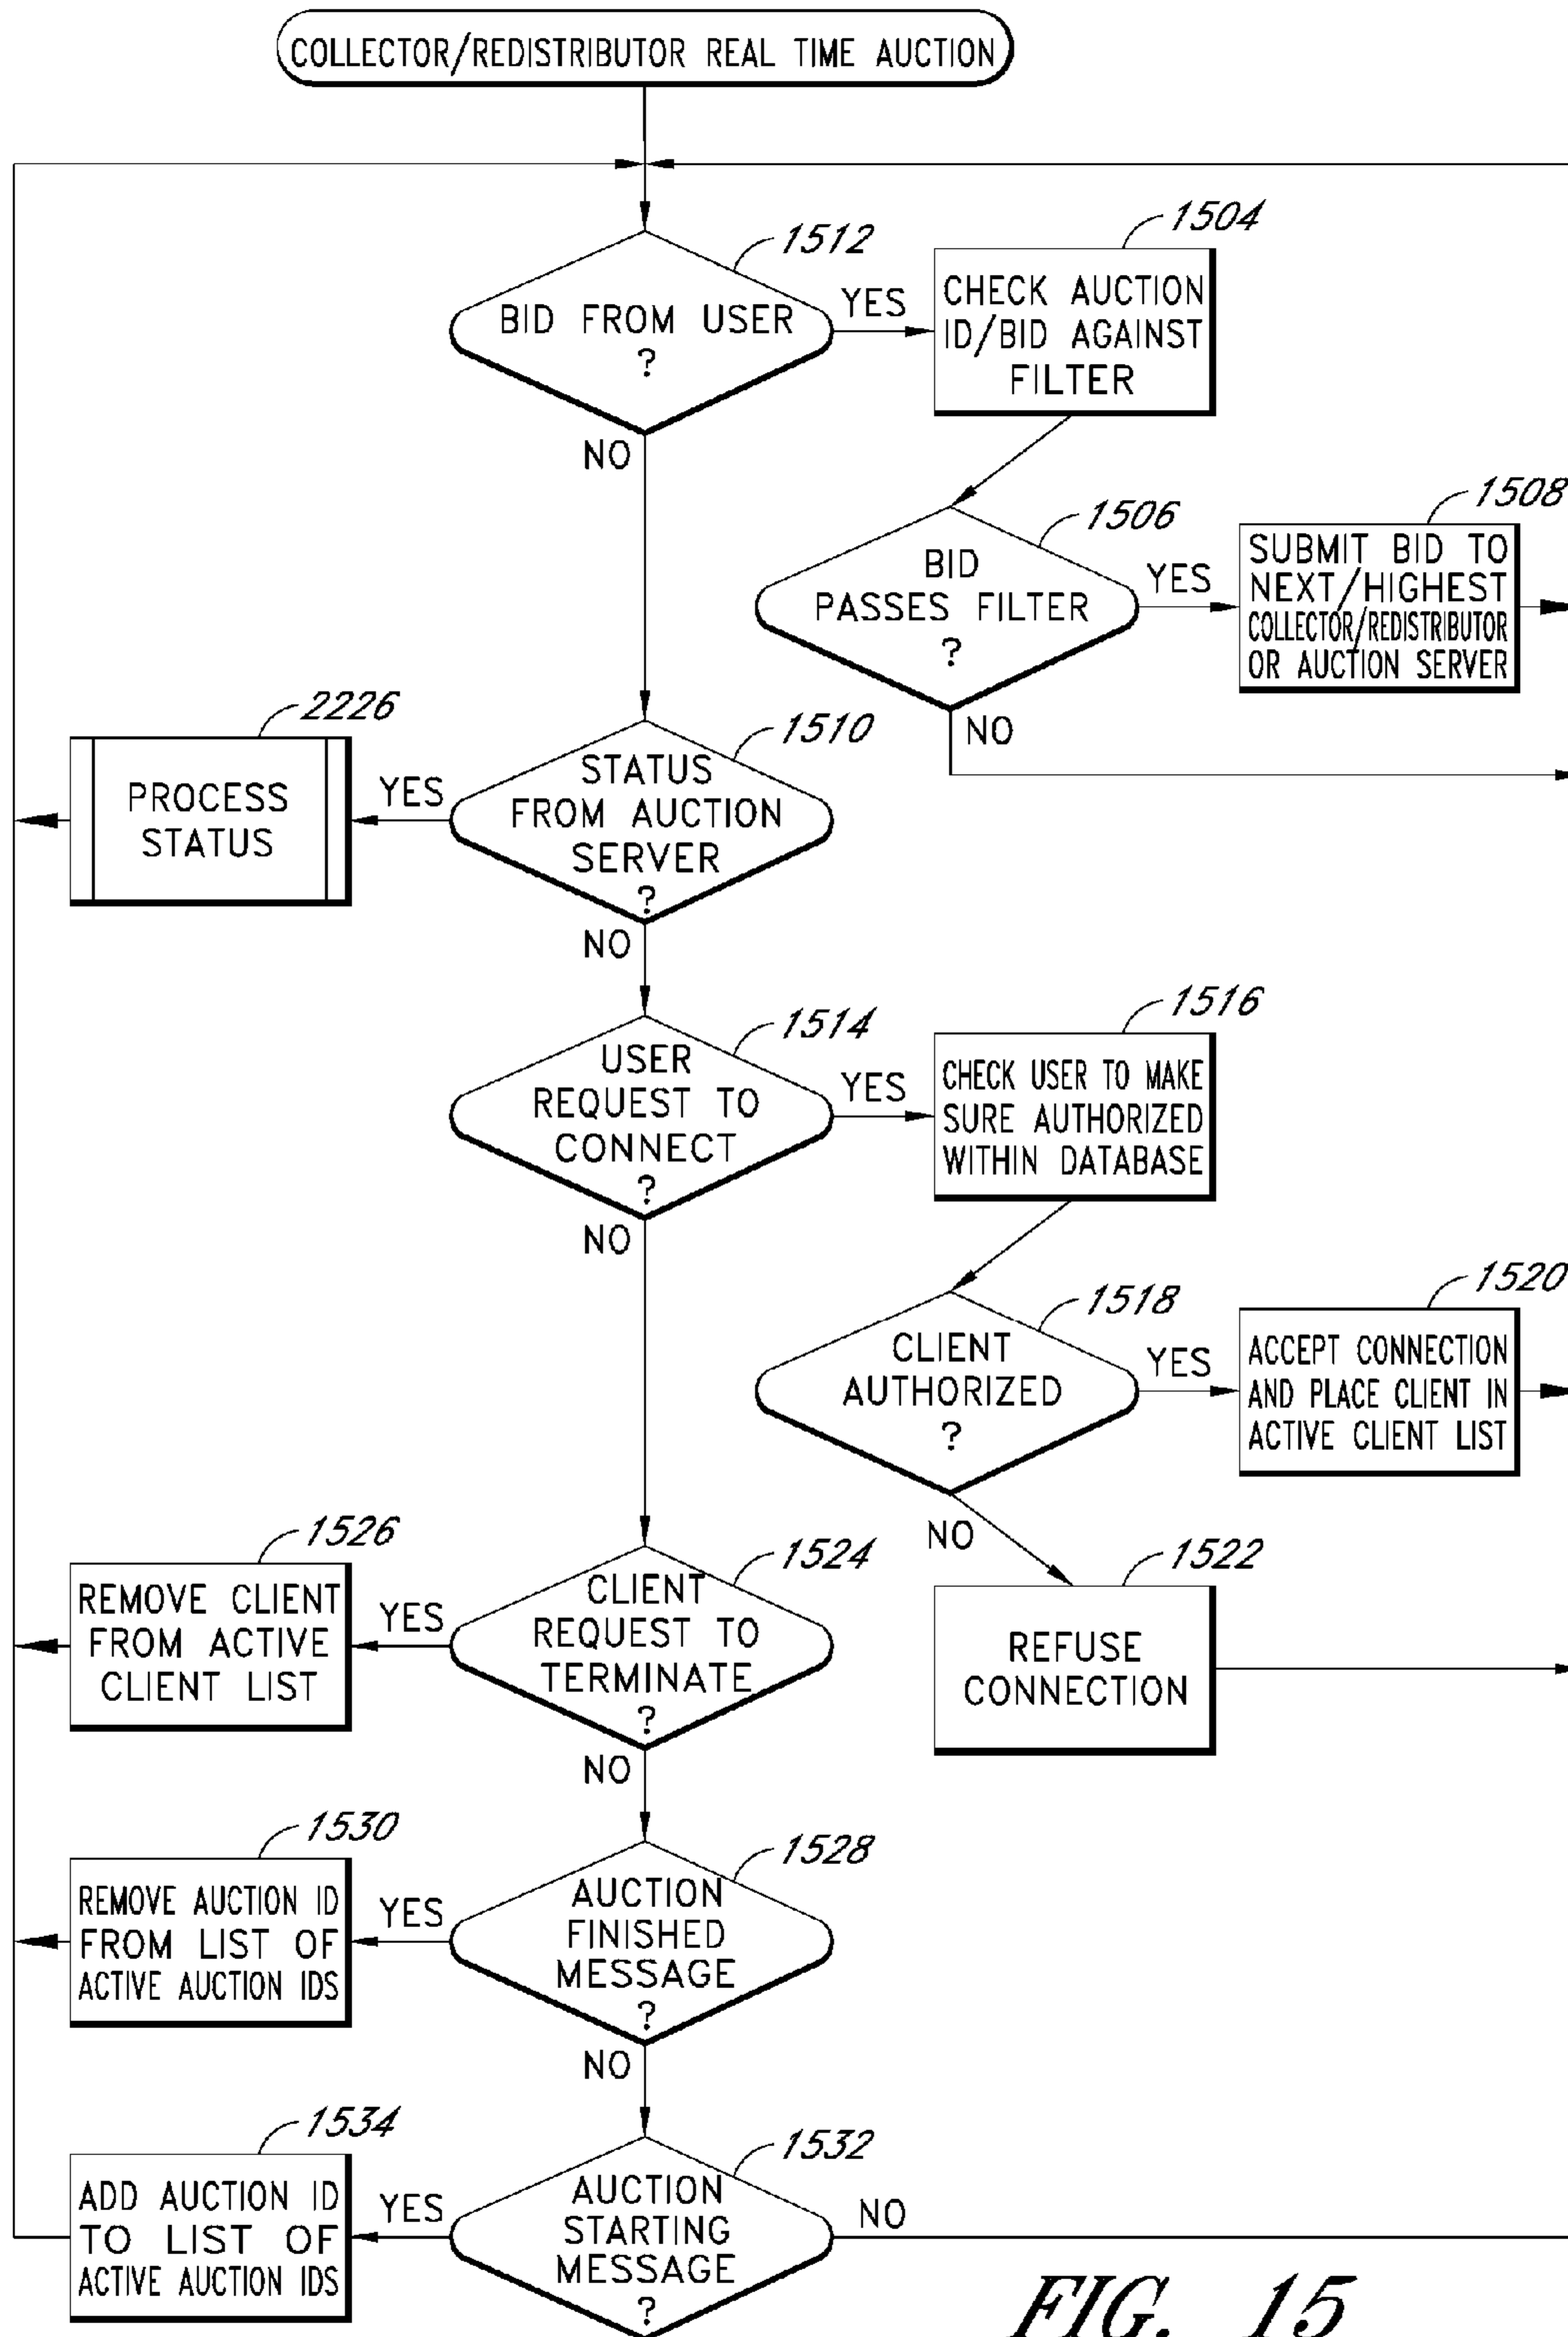 COLLECTOR/REDISTRIBUTOR REAL TIME AUCTION
1512
BID FROM USER
?
YES
NO
1504
CHECK AUCTION
ID/BID AGAINST
FILTER
1506
BID
PASSES FILTER
?
YES
NO
1508
SUBMIT BID TO
NEXT/HIGHEST
COLLECTOR/REDISTRIBUTOR
OR AUCTION SERVER
1510
STATUS
FROM AUCTION
SERVER
?
YES
NO
2226
PROCESS
STATUS
1514
USER
REQUEST TO
CONNECT
?
YES
NO
1516
CHECK USER TO MAKE
SURE AUTHORIZED
WITHIN DATABASE
1518
CLIENT
AUTHORIZED
?
YES
NO
1520
ACCEPT CONNECTION
AND PLACE CLIENT IN
ACTIVE CLIENT LIST
1522
REFUSE
CONNECTION
1524
CLIENT
REQUEST TO
TERMINATE
?
YES
NO
1526
REMOVE CLIENT
FROM ACTIVE
CLIENT LIST
1528
AUCTION
FINISHED
MESSAGE
?
YES
NO
1530
REMOVE AUCTION ID
FROM LIST OF
ACTIVE AUCTION IDS
1532
AUCTION
STARTING
MESSAGE
?
YES
NO
1534
ADD AUCTION ID
TO LIST OF
ACTIVE AUCTION IDS
FIG. 15